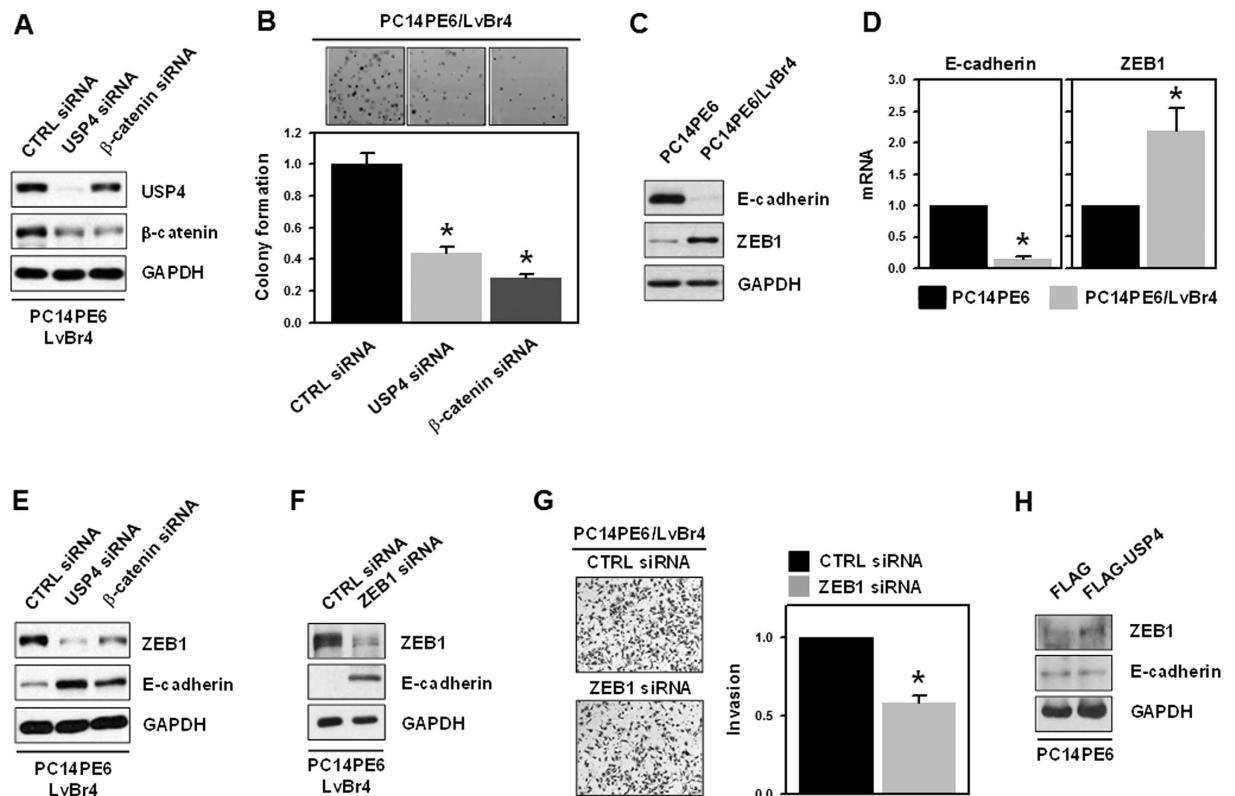 A
CTRL siRNA
USP4 siRNA
β-catenin siRNA
USP4
β-catenin
GAPDH
PC14PE6
LvBr4
B
PC14PE6/LvBr4
Colony formation
1.2
1.0
0.8
0.6
0.4
0.2
0.0
*
*
CTRL siRNA
USP4 siRNA
β-catenin siRNA
C
PC14PE6
PC14PE6/LvBr4
E-cadherin
ZEB1
GAPDH
D
E-cadherin
ZEB1
mRNA
3.0
2.5
2.0
1.5
1.0
0.5
0.0
*
*
PC14PE6
PC14PE6/LvBr4
E
CTRL siRNA
USP4 siRNA
β-catenin siRNA
ZEB1
E-cadherin
GAPDH
PC14PE6
LvBr4
F
CTRL siRNA
ZEB1 siRNA
ZEB1
E-cadherin
GAPDH
PC14PE6
LvBr4
G
PC14PE6/LvBr4
CTRL siRNA
ZEB1 siRNA
CTRL siRNA
ZEB1 siRNA
Invasion
1.0
0.5
0.0
*
H
FLAG
FLAG-USP4
ZEB1
E-cadherin
GAPDH
PC14PE6